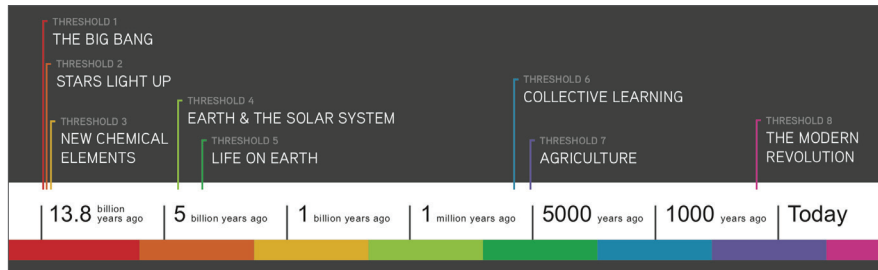 THRESHOLD 1
THE BIG BANG
THRESHOLD 2
STARS LIGHT UP
THRESHOLD 3
NEW CHEMICAL
ELEMENTS
THRESHOLD 4
EARTH & THE SOLAR SYSTEM
THRESHOLD 5
LIFE ON EARTH
THRESHOLD 6
COLLECTIVE LEARNING
THRESHOLD 7
AGRICULTURE
THRESHOLD 8
THE MODERN
REVOLUTION
13.8 billion years ago
5 billion years ago
1 billion years ago
1 million years ago
5000 years ago
1000 years ago
Today